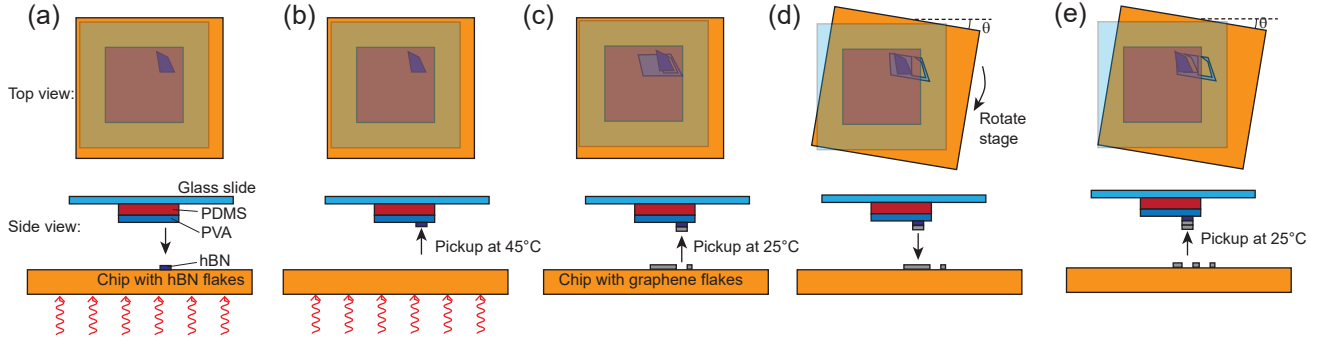 (a)
(b)
(c)
(d)
(e)
θ
θ
Top view:
Rotate
stage
Glass slide
PDMS
PVA
Side view:
hBN
Pickup at 45°C
Pickup at 25°C
Pickup at 25°C
Chip with hBN flakes
Chip with graphene flakes